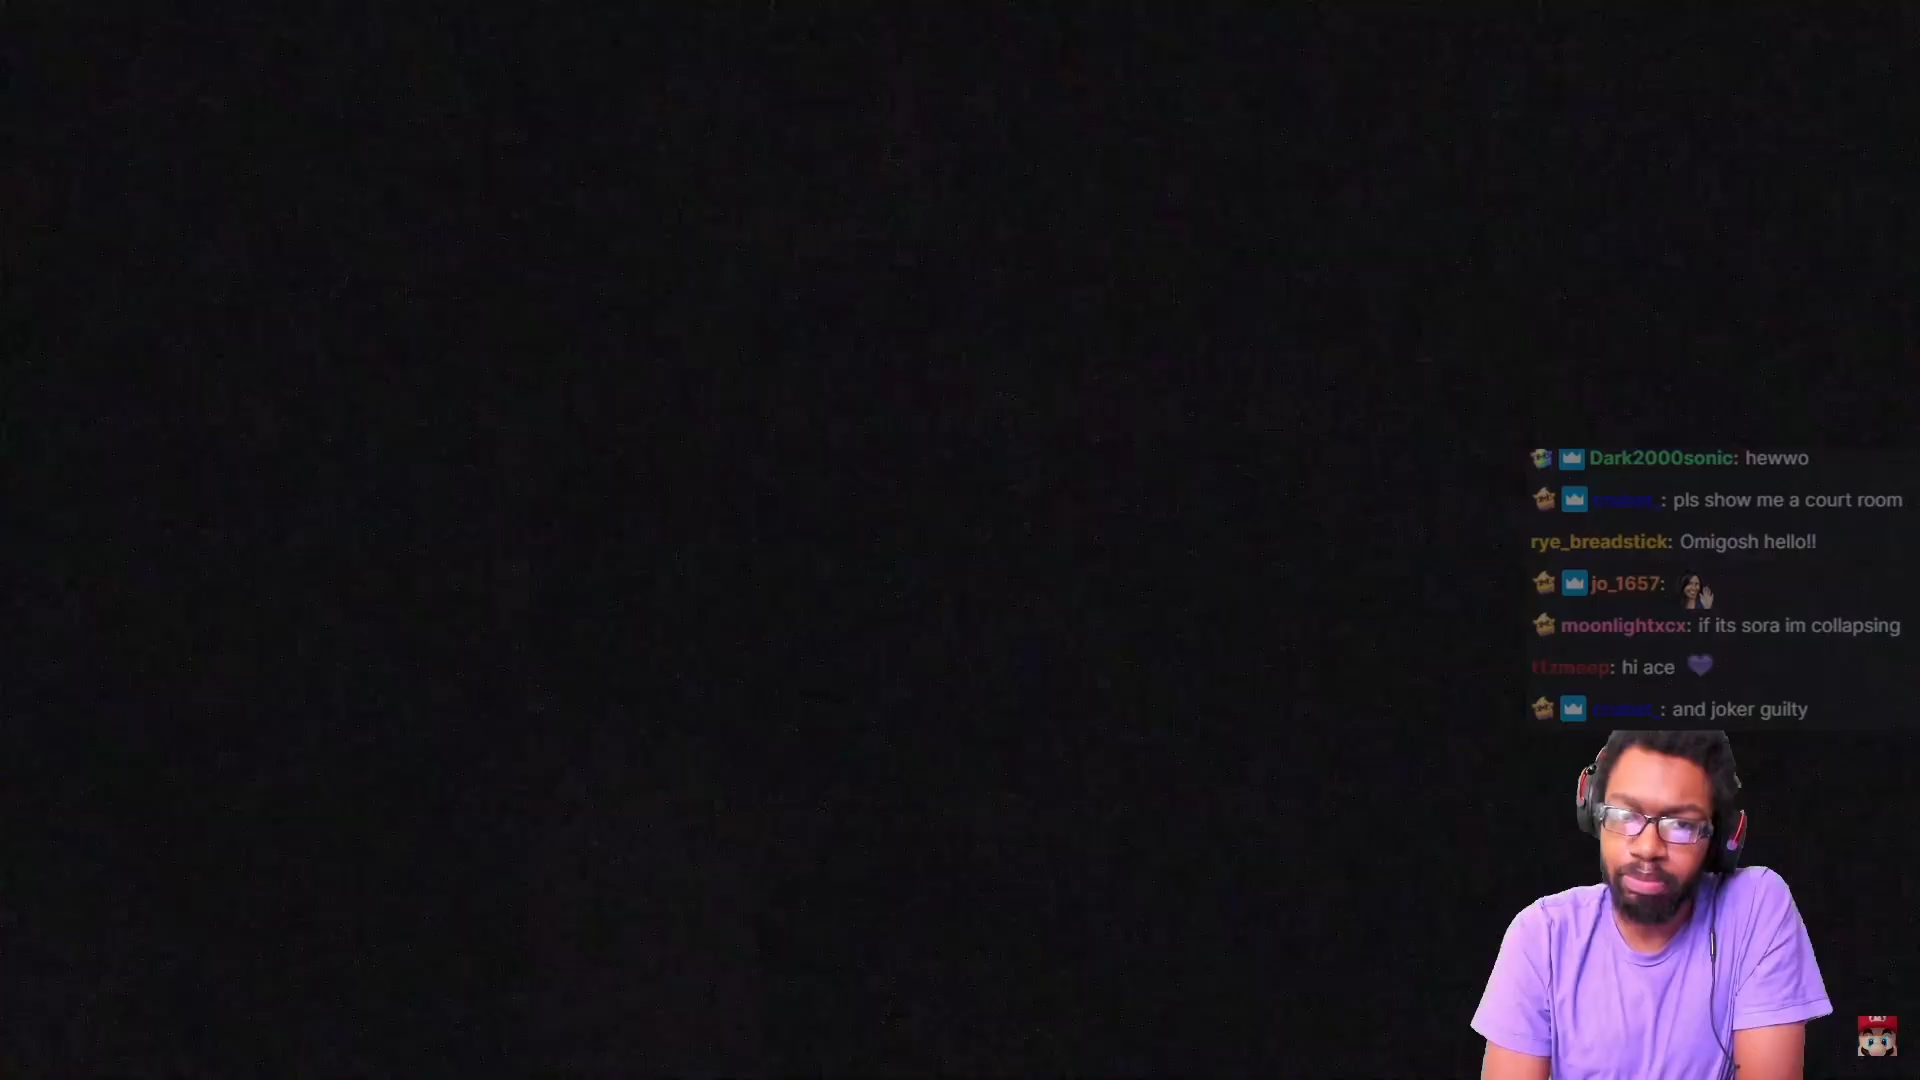 Dark2000sonic: hewwo
: pls show me a court room
rye_breadstick: Omigosh hello!!
jo_1657:
moonlightxcx: if its sora im collapsing
t1zmeep: hi ace
: and joker guilty
M